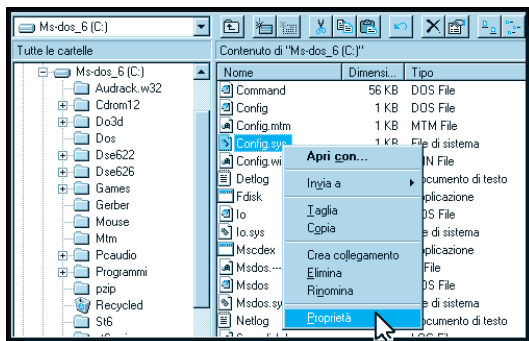 Ms-dos_6 (C:)
Tutte le cartelle
Contenuto di "Ms-dos_6 (C:)"
Ms-dos_6 (C:)
Audrack.w32
Cdrom12
Do3d
Dos
Dse622
Dse626
Games
Gerber
Mouse
Mtm
Pcaudio
Programmi
pzip
Recycled
St6
Nome Dimensi... Tipo
Command 56 KB DOS File
Config 1 KB DOS File
Config.mtm 1 KB MTM File
Config.sys 1 KB File di sistema
Config.wi IN File
Detlog ocumento di testo
Fdisk plicazione
Io OS File
Io.sys e di sistema
Mscdex plicazione
Msdos.--- File
Msdos OS File
Msdos.sy e di sistema
Netlog ocumento di testo
Apri con...
Invia a
Taglia
Copia
Crea collegamento
Elimina
Rinomina
Proprietà